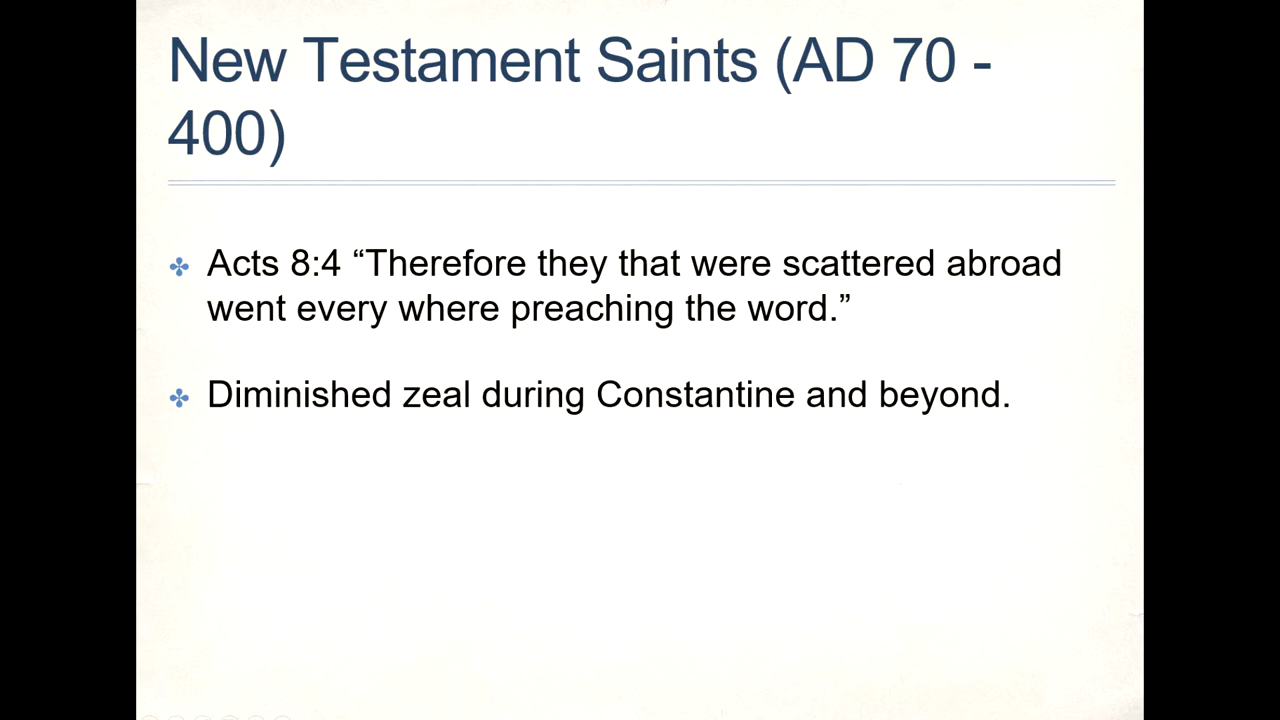 New Testament Saints (AD 70 -
400)
Acts 8:4 “Therefore they that were scattered abroad
went every where preaching the word.”
Diminished zeal during Constantine and beyond.